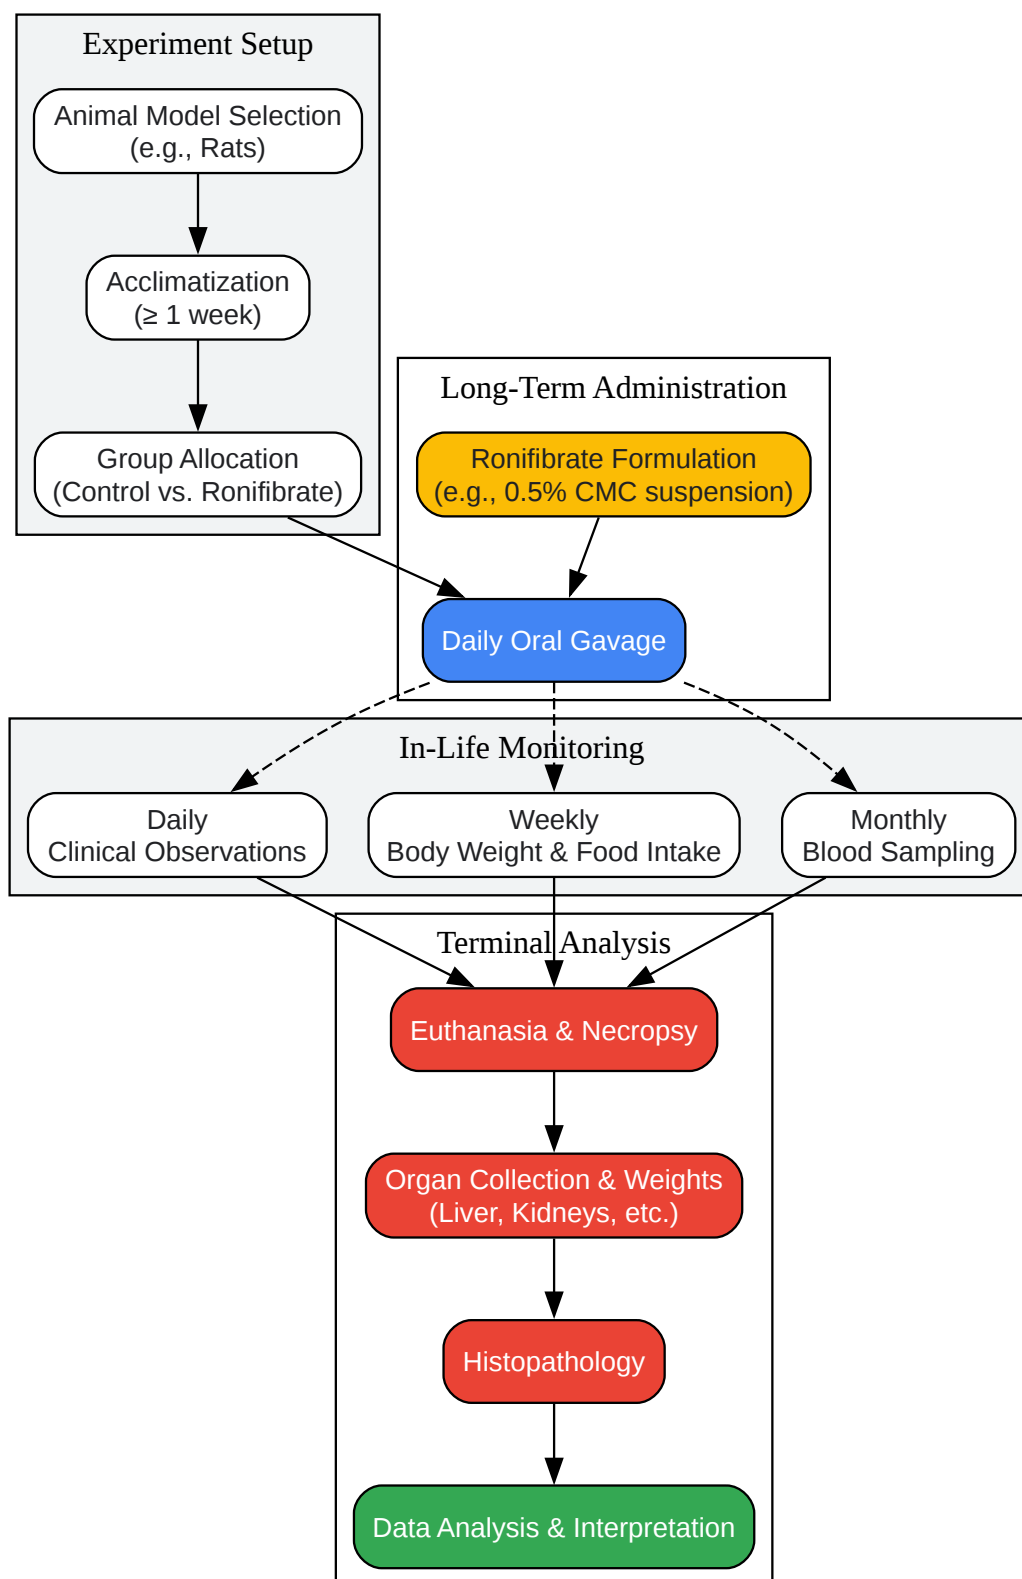 Experiment Setup
Animal Model Selection
(e.g., Rats)
Acclimatization
(≥ 1 week)
Group Allocation
(Control vs. Ronifibrate)
Long-Term Administration
Ronifibrate Formulation
(e.g., 0.5% CMC suspension)
Daily Oral Gavage
In-Life Monitoring
Daily
Clinical Observations
Weekly
Body Weight & Food Intake
Monthly
Blood Sampling
Terminal Analysis
Euthanasia & Necropsy
Organ Collection & Weights
(Liver, Kidneys, etc.)
Histopathology
Data Analysis & Interpretation